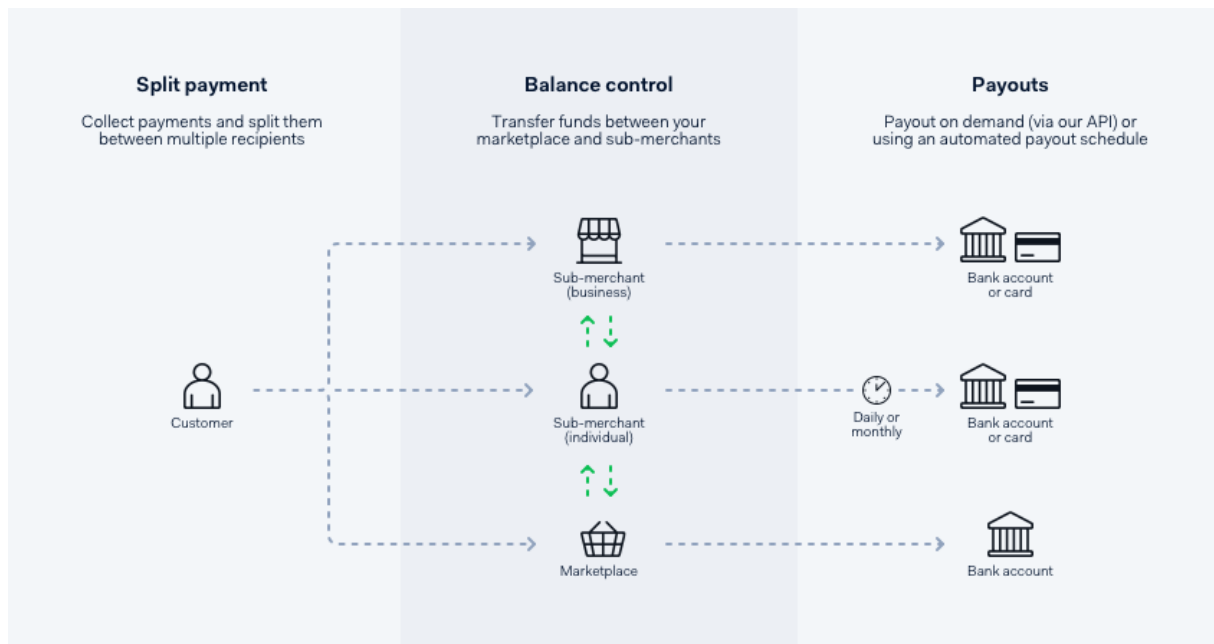 Split payment
Collect payments and split them
between multiple recipients
Balance control
Transfer funds between your
marketplace and sub-merchants
Payouts
Payout on demand (via our API) or
using an automated payout schedule
Sub-merchant
(business)
Bank account
or card
Customer
Sub-merchant
(individual)
Daily or
monthly
Bank account
or card
Marketplace
Bank account